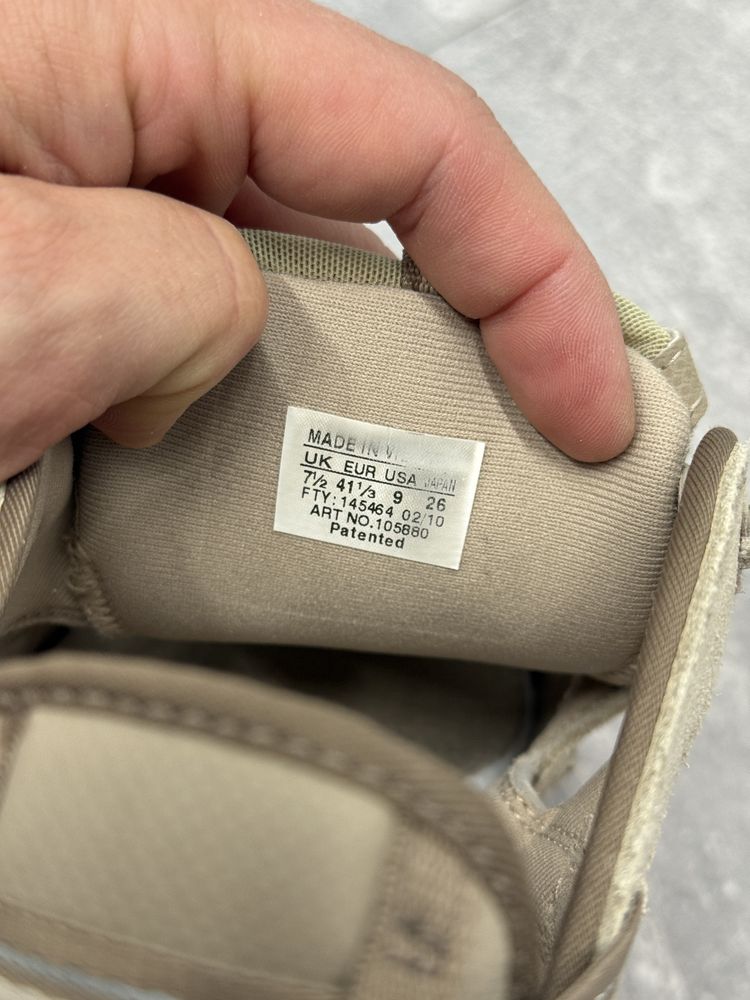 MADE IN
UK EUR USA JAPAN
7½ 41⅓ 9 26
FTY: 145464 02/10
ART NO.105880
Patented